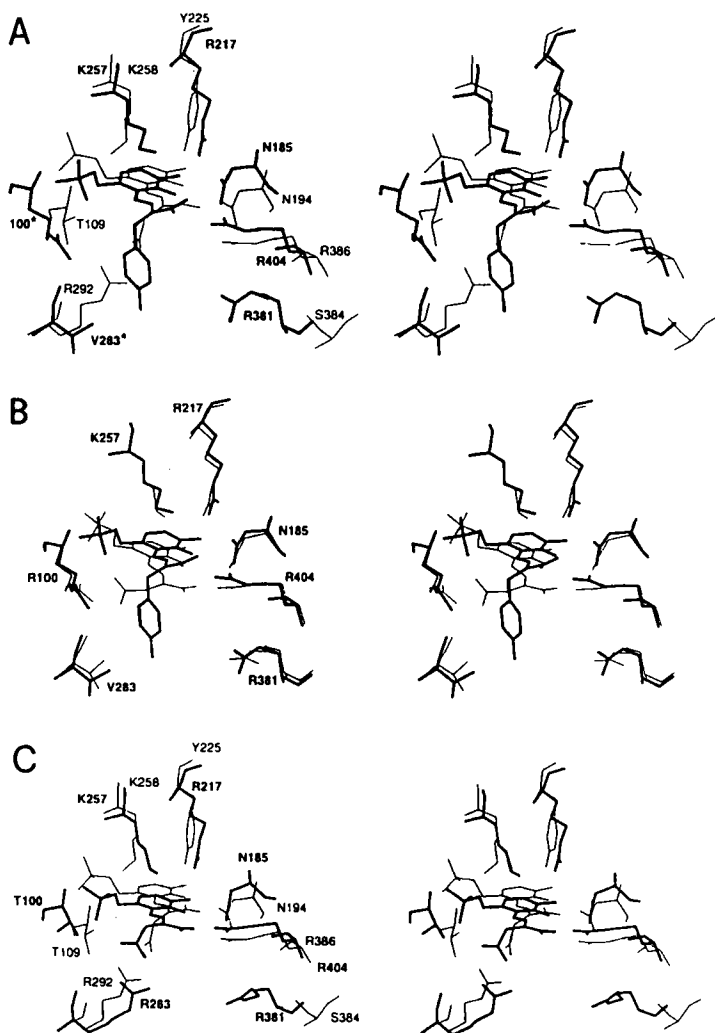 A
Y225
R217
K257 K258
N185
N194
100*
T109
R386
R404
R292
R381 S384
V283*
B
R217
K257
N185
R100
R404
V283
R381
C
Y225
K258
K257 R217
N185
T100
N194
R386
T109
R404
R292
R283
R381 S384